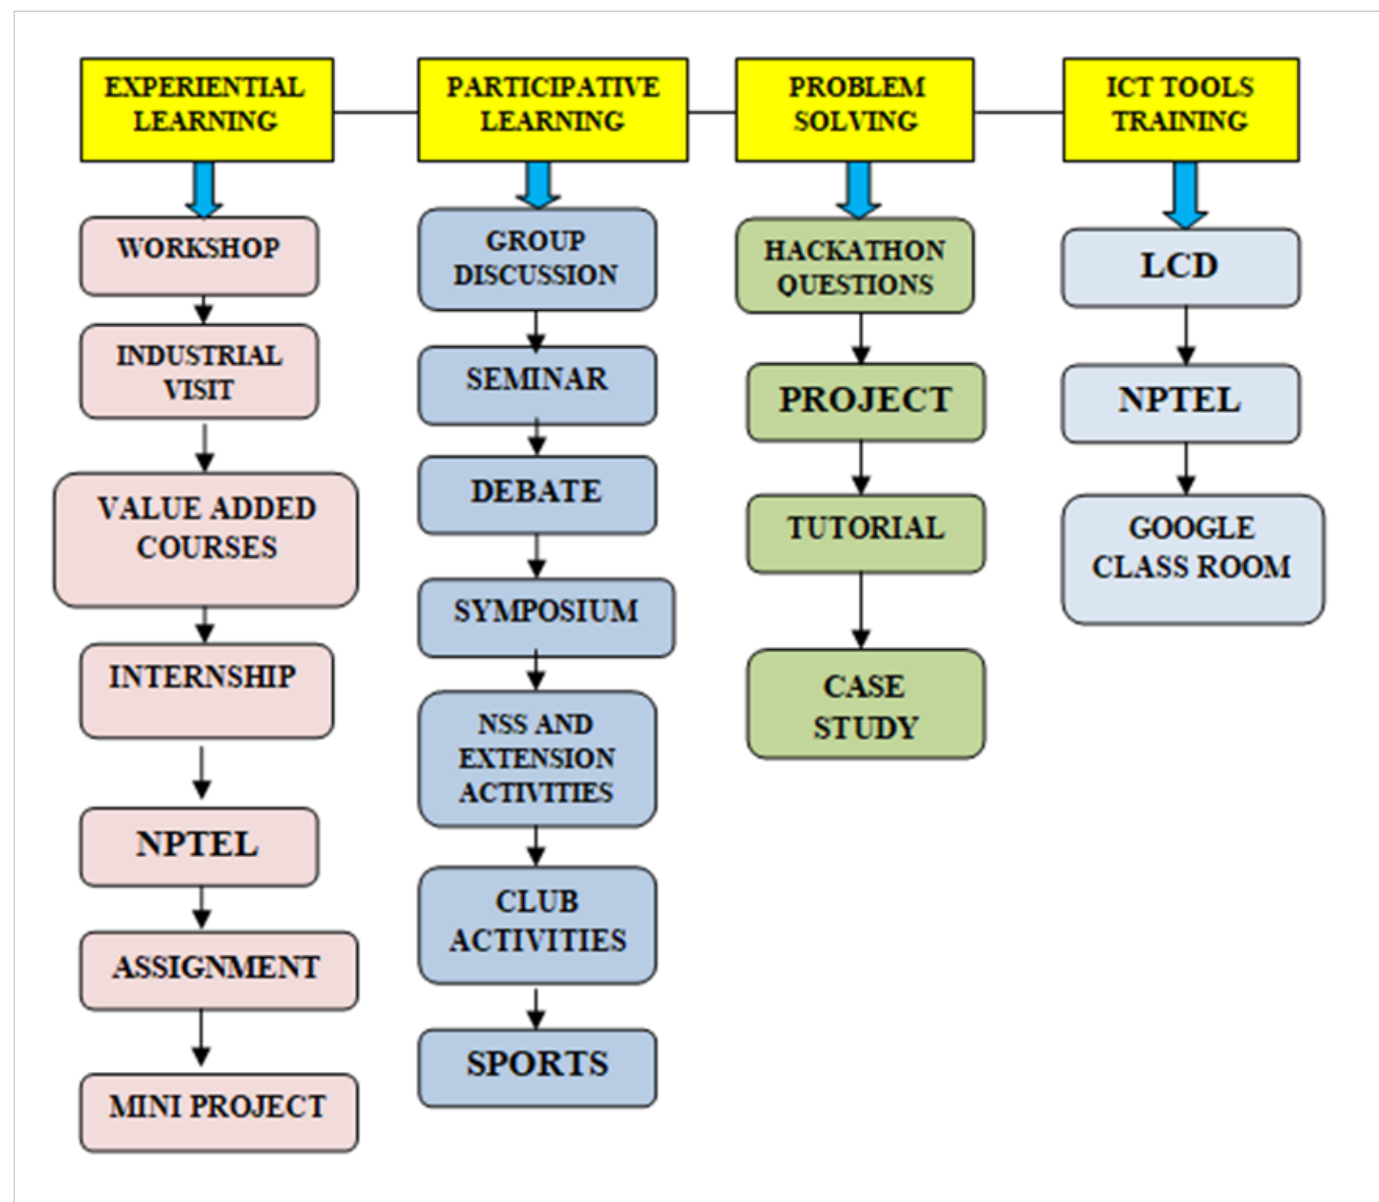 EXPERIENTIAL
LEARNING
PARTICIPATIVE
LEARNING
PROBLEM
SOLVING
ICT TOOLS
TRAINING
WORKSHOP
INDUSTRIAL
VISIT
VALUE ADDED
COURSES
INTERNSHIP
NPTEL
ASSIGNMENT
MINI PROJECT
GROUP
DISCUSSION
SEMINAR
DEBATE
SYMPOSIUM
NSS AND
EXTENSION
ACTIVITIES
CLUB
ACTIVITIES
SPORTS
HACKATHON
QUESTIONS
PROJECT
TUTORIAL
CASE
STUDY
LCD
NPTEL
GOOGLE
CLASS ROOM